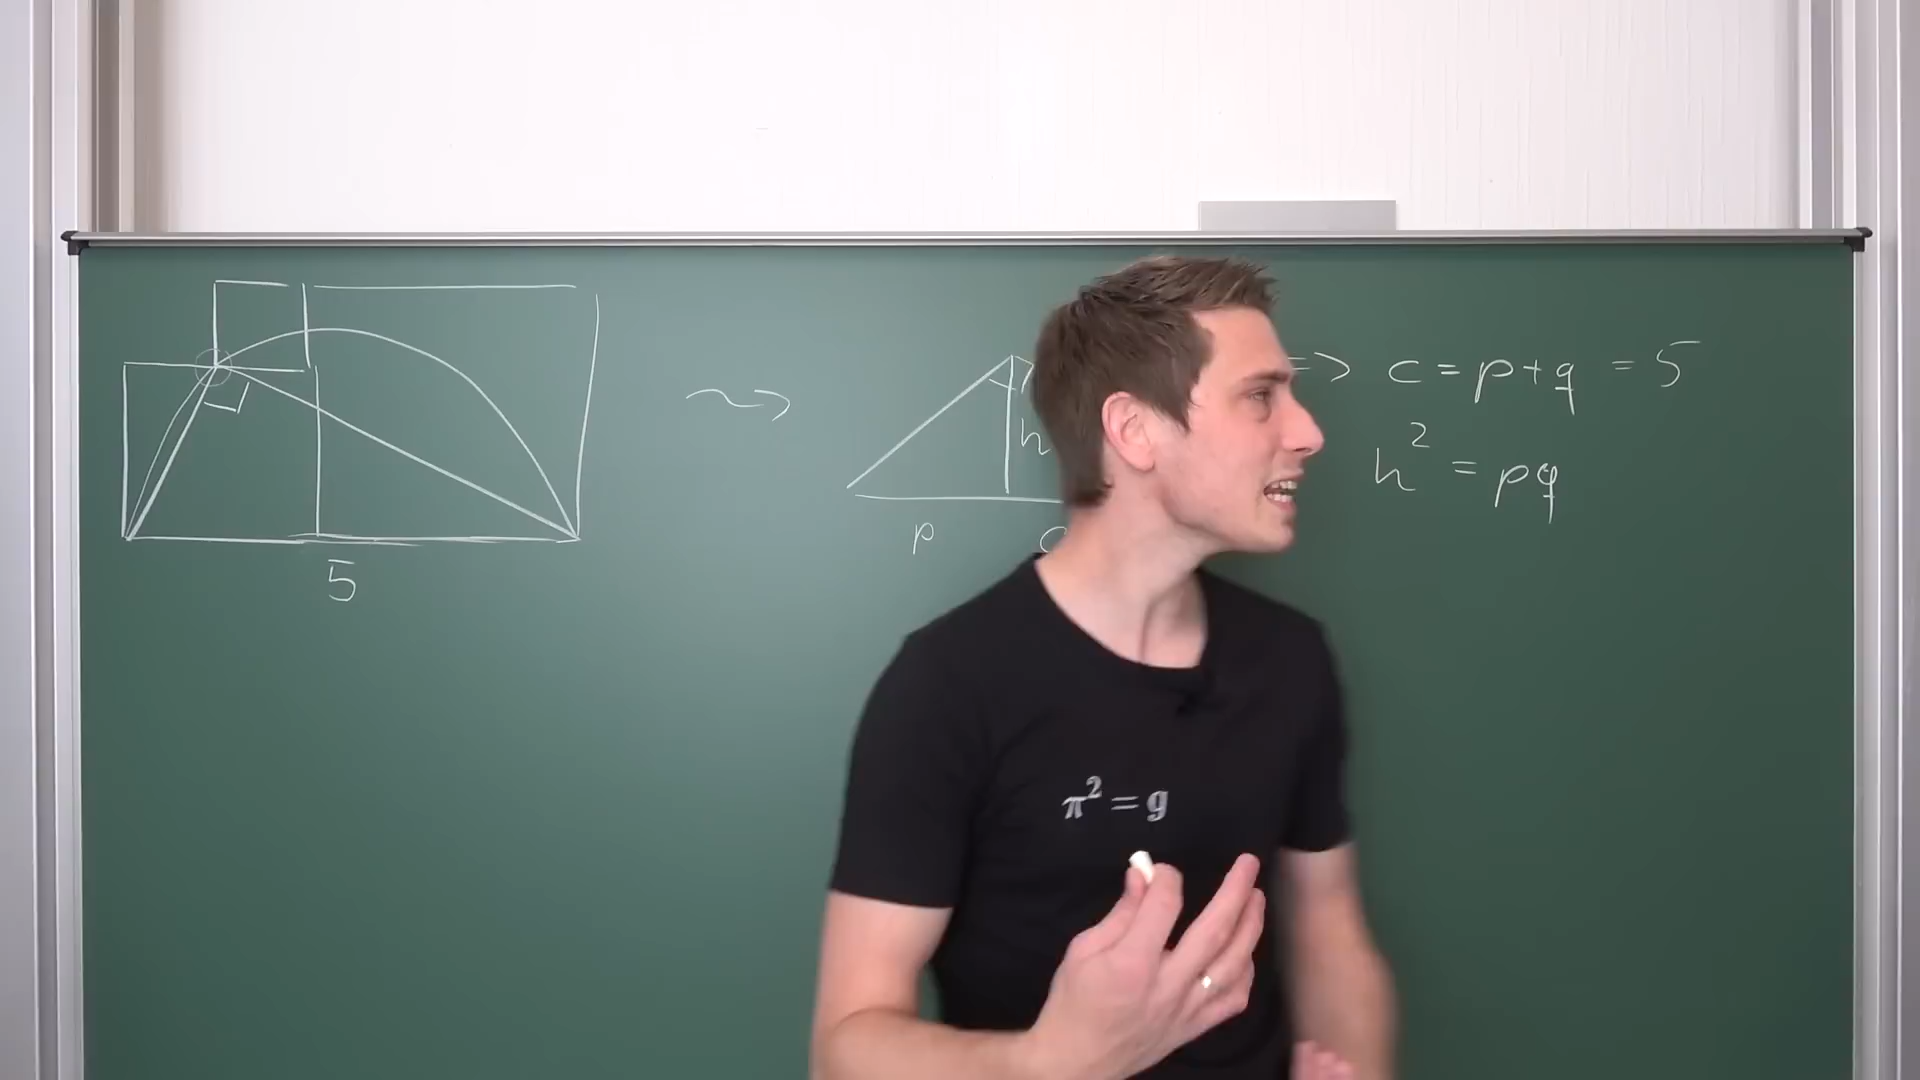 5
h
p
=> c = p + q = 5
h² = pq
π² = g